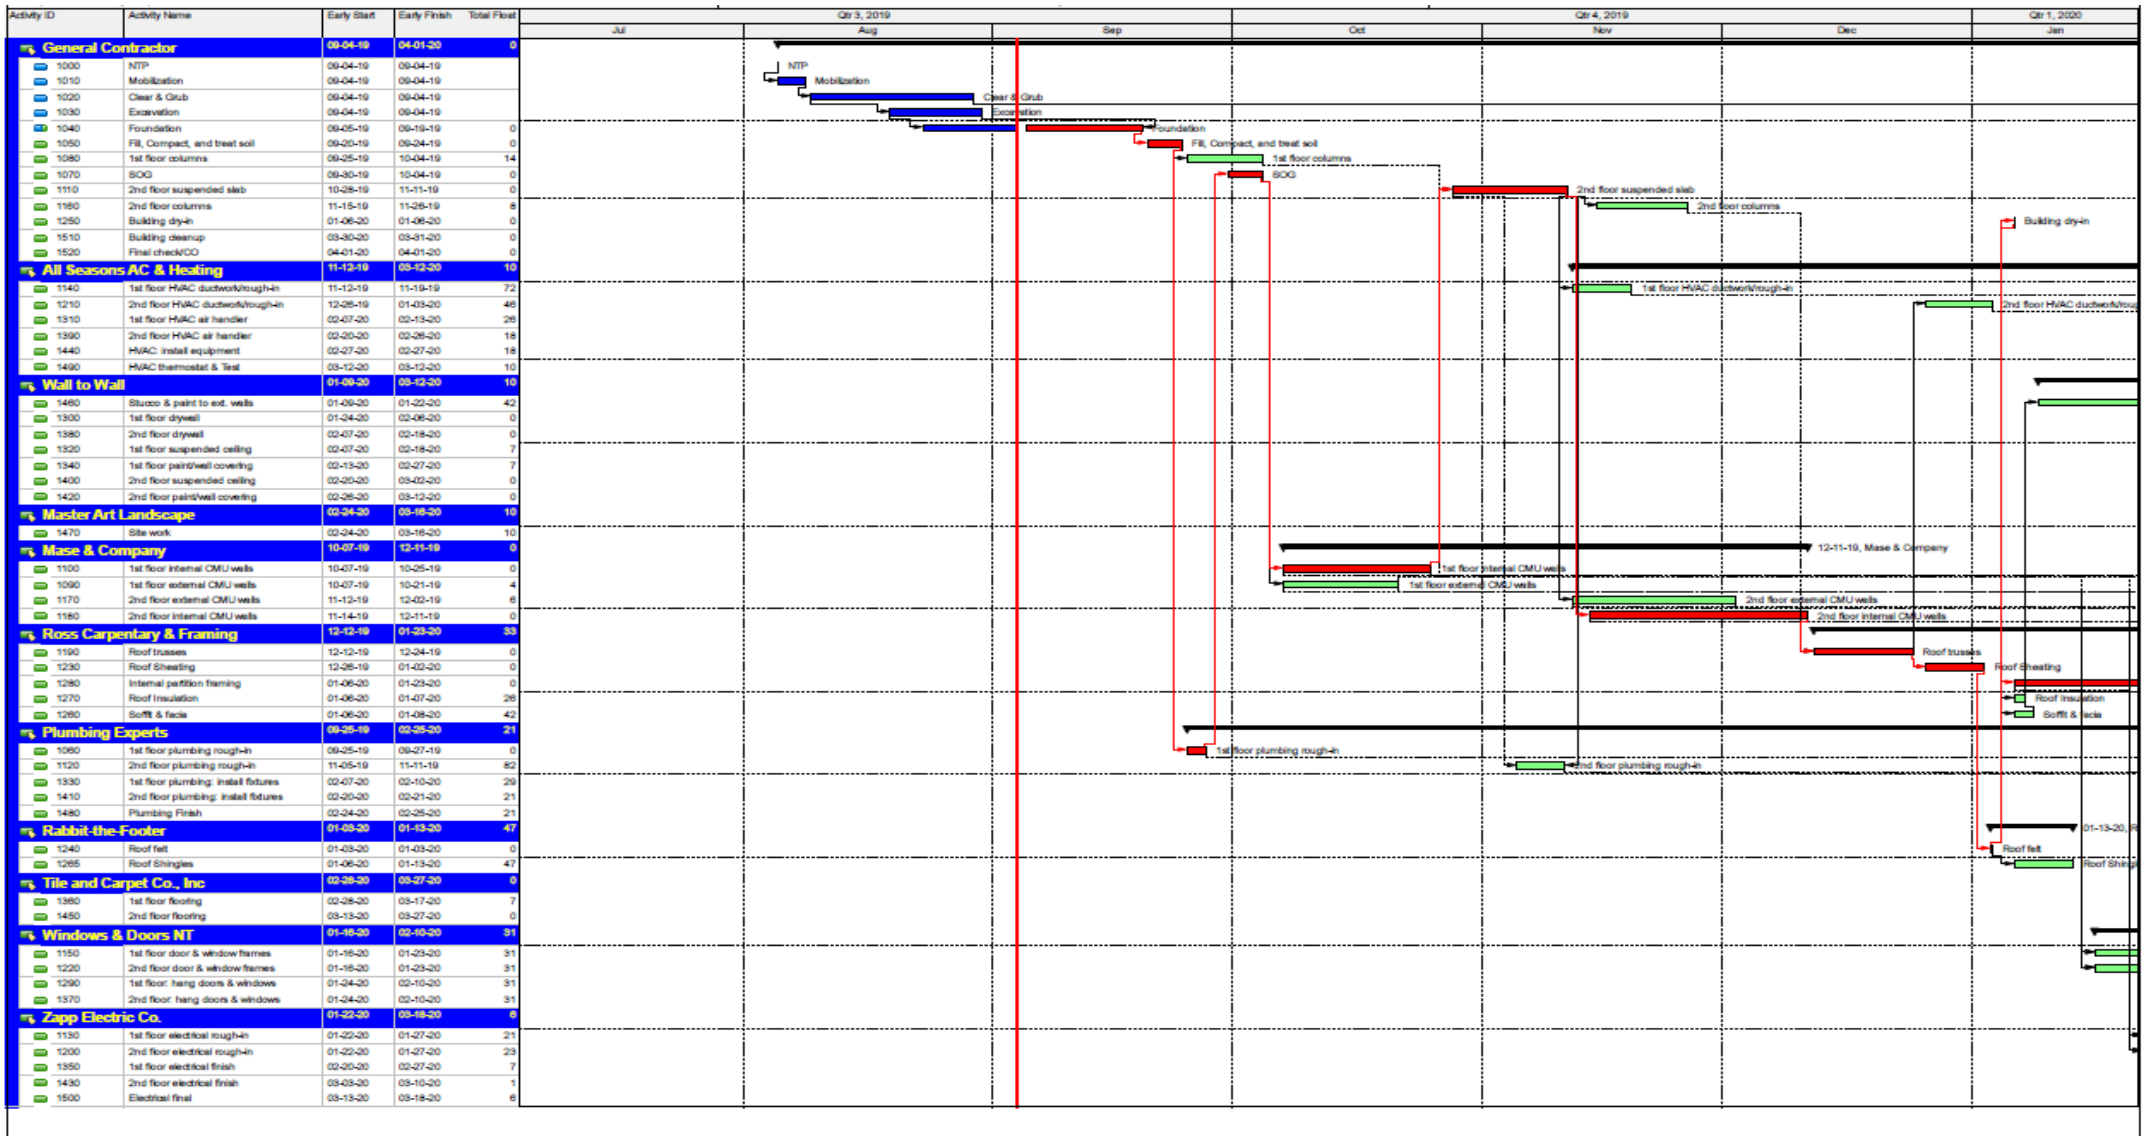 Activity ID Activity Name Early Start Early Finish Total Float Qtr 3, 2019 Qtr 4, 2019 Qtr 1, 2020
Jul Aug Sep Oct Nov Dec Jan
General Contractor 09-04-19 04-01-20 0
1000 NTP 09-04-19 09-04-19 NTP
1010 Mobilization 09-04-19 09-04-19 Mobilization
1020 Clear & Grub 09-04-19 09-04-19 Clear & Grub
1030 Excavation 09-04-19 09-04-19 Excavation
1040 Foundation 09-05-19 09-19-19 0 Foundation
1050 Fill, Compact, and treat soil 09-20-19 09-24-19 0 Fill, Compact, and treat soil
1080 1st floor columns 09-25-19 10-04-19 14 1st floor columns
1070 SOG 09-30-19 10-04-19 0 SOG
1110 2nd floor suspended slab 10-28-19 11-11-19 0 2nd floor suspended slab
1160 2nd floor columns 11-15-19 11-26-19 8 2nd floor columns
1250 Building dry-in 01-06-20 01-06-20 0 Building dry-in
1510 Building cleanup 03-30-20 03-31-20 0
1520 Final check/CO 04-01-20 04-01-20 0
All Seasons AC & Heating 11-12-19 03-12-20 10
1140 1st floor HVAC ductwork/rough-in 11-12-19 11-19-19 72 1st floor HVAC ductwork/rough-in
1210 2nd floor HVAC ductwork/rough-in 12-26-19 01-03-20 46 2nd floor HVAC ductwork/roug
1310 1st floor HVAC air handler 02-07-20 02-13-20 26
1390 2nd floor HVAC air handler 02-20-20 02-26-20 18
1440 HVAC: install equipment 02-27-20 02-27-20 18
1490 HVAC thermostat & Test 03-12-20 03-12-20 10
Wall to Wall 01-09-20 03-12-20 10
1460 Stucco & paint to ext. walls 01-09-20 01-22-20 42
1300 1st floor drywall 01-24-20 02-06-20 0
1380 2nd floor drywall 02-07-20 02-18-20 0
1320 1st floor suspended ceiling 02-07-20 02-18-20 7
1340 1st floor paint/wall covering 02-13-20 02-27-20 7
1400 2nd floor suspended ceiling 02-20-20 03-02-20 0
1420 2nd floor paint/wall covering 02-26-20 03-12-20 0
Master Art Landscape 02-24-20 03-16-20 10
1470 Site work 02-24-20 03-16-20 10
Mase & Company 10-07-19 12-11-19 0 12-11-19, Mase & Company
1100 1st floor internal CMU walls 10-07-19 10-25-19 0 1st floor internal CMU walls
1090 1st floor external CMU walls 10-07-19 10-21-19 4 1st floor external CMU walls
1170 2nd floor external CMU walls 11-12-19 12-02-19 6 2nd floor external CMU walls
1180 2nd floor internal CMU walls 11-14-19 12-11-19 0 2nd floor internal CMU walls
Ross Carpentary & Framing 12-12-19 01-23-20 33
1190 Roof trusses 12-12-19 12-24-19 0 Roof trusses
1230 Roof Sheating 12-26-19 01-02-20 0 Roof Sheating
1280 Internal partition framing 01-06-20 01-23-20 0
1270 Roof Insulation 01-06-20 01-07-20 26 Roof Insulation
1260 Soffit & facia 01-06-20 01-08-20 42 Soffit & facia
Plumbing Experts 09-25-19 02-25-20 21
1060 1st floor plumbing rough-in 09-25-19 09-27-19 0 1st floor plumbing rough-in
1120 2nd floor plumbing rough-in 11-05-19 11-11-19 82 2nd floor plumbing rough-in
1330 1st floor plumbing: install fixtures 02-07-20 02-10-20 29
1410 2nd floor plumbing: install fixtures 02-20-20 02-21-20 21
1480 Plumbing Finish 02-24-20 02-25-20 21
Rabbit-the-Footer 01-03-20 01-13-20 47 01-13-20, R
1240 Roof felt 01-03-20 01-03-20 0 Roof felt
1265 Roof Shingles 01-06-20 01-13-20 47 Roof Shingl
Tile and Carpet Co., Inc 02-28-20 03-27-20 0
1360 1st floor flooring 02-28-20 03-17-20 7
1450 2nd floor flooring 03-13-20 03-27-20 0
Windows & Doors NT 01-16-20 02-10-20 31
1150 1st floor door & window frames 01-16-20 01-23-20 31
1220 2nd floor door & window frames 01-16-20 01-23-20 31
1290 1st floor: hang doors & windows 01-24-20 02-10-20 31
1370 2nd floor: hang doors & windows 01-24-20 02-10-20 31
Zapp Electric Co. 01-22-20 03-18-20 6
1130 1st floor electrical rough-in 01-22-20 01-27-20 21
1200 2nd floor electrical rough-in 01-22-20 01-27-20 23
1350 1st floor electrical finish 02-20-20 02-27-20 7
1430 2nd floor electrical finish 03-03-20 03-10-20 1
1500 Electrical final 03-13-20 03-18-20 6